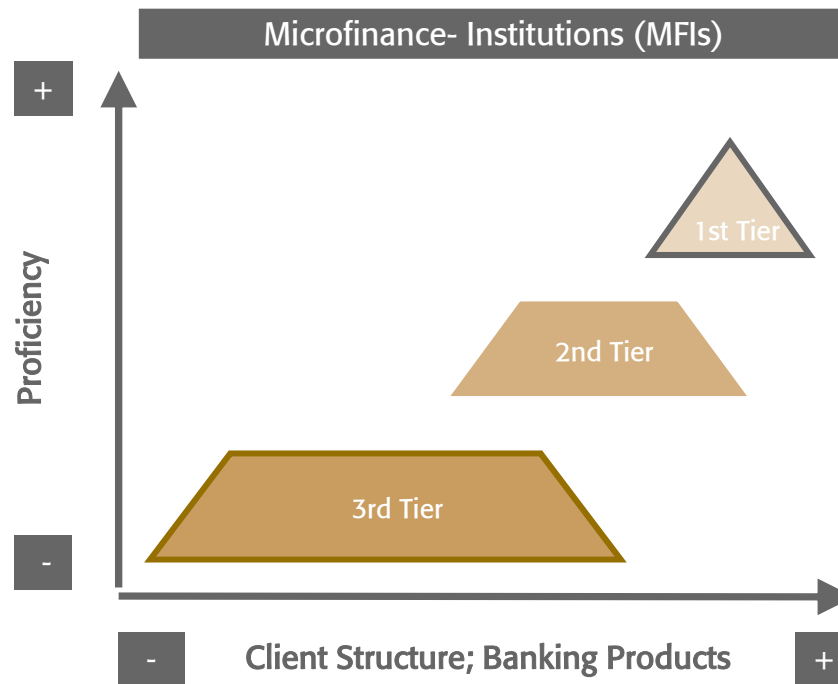 Microfinance- Institutions (MFIs)
+
1st Tier
Proficiency
2nd Tier
3rd Tier
-
-
Client Structure; Banking Products
+